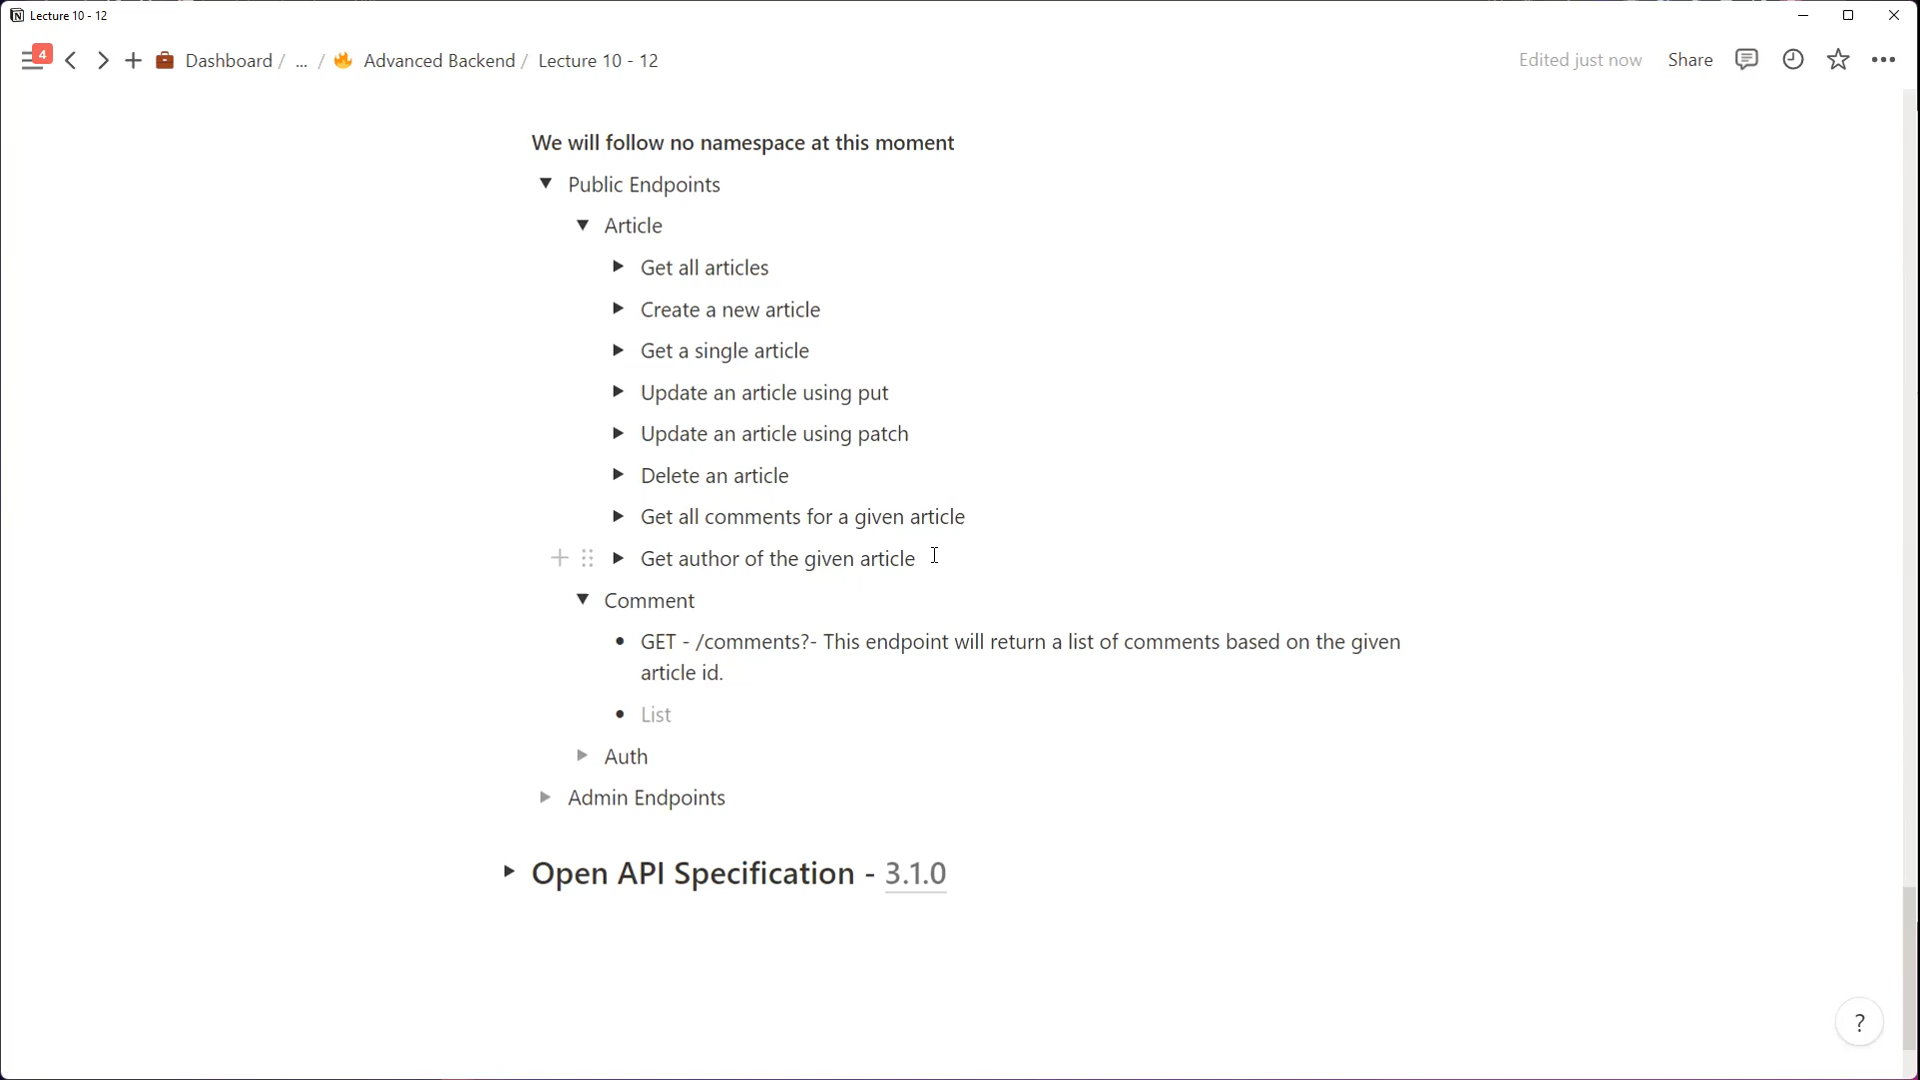 Lecture 10 - 12
4
Dashboard / ... / Advanced Backend / Lecture 10 - 12
Edited just now
Share
We will follow no namespace at this moment
Public Endpoints
Article
Get all articles
Create a new article
Get a single article
Update an article using put
Update an article using patch
Delete an article
Get all comments for a given article
Get author of the given article
Comment
GET - /comments?- This endpoint will return a list of comments based on the given
article id.
List
Auth
Admin Endpoints
Open API Specification - 3.1.0
?